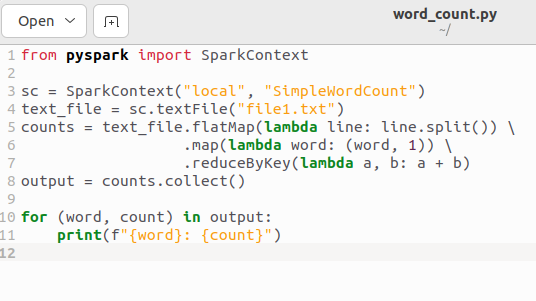 Open
word_count.py
~/
1 from pyspark import SparkContext
2
3 sc = SparkContext("local", "SimpleWordCount")
4 text_file = sc.textFile("file1.txt")
5 counts = text_file.flatMap(lambda line: line.split()) \
6                   .map(lambda word: (word, 1)) \
7                   .reduceByKey(lambda a, b: a + b)
8 output = counts.collect()
9
10 for (word, count) in output:
11     print(f"{word}: {count}")
12